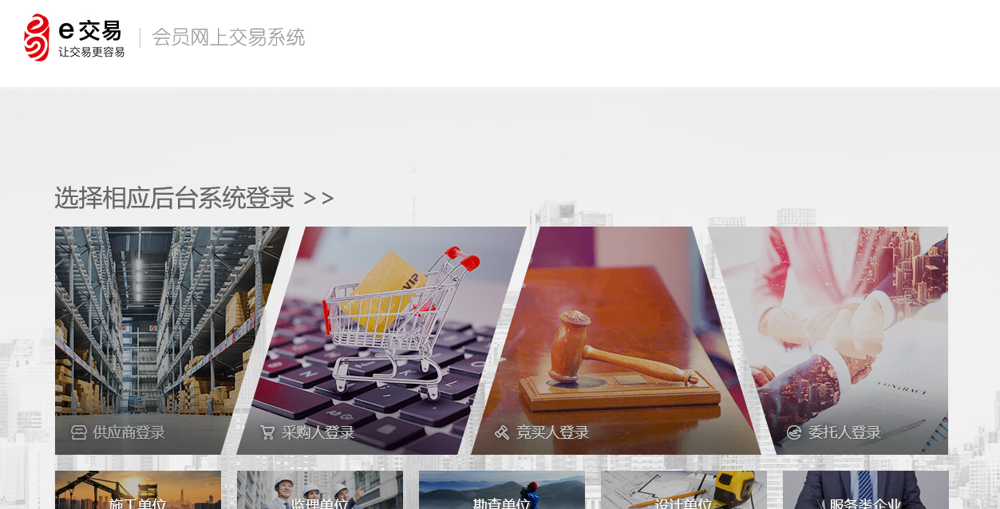 e交易
让交易更容易
会员网上交易系统
选择相应后台系统登录 >>
VIP
CONTRACT
供应商登录
采购人登录
竞买人登录
委托人登录
施工单位
监理单位
勘查单位
设计单位
服务类企业